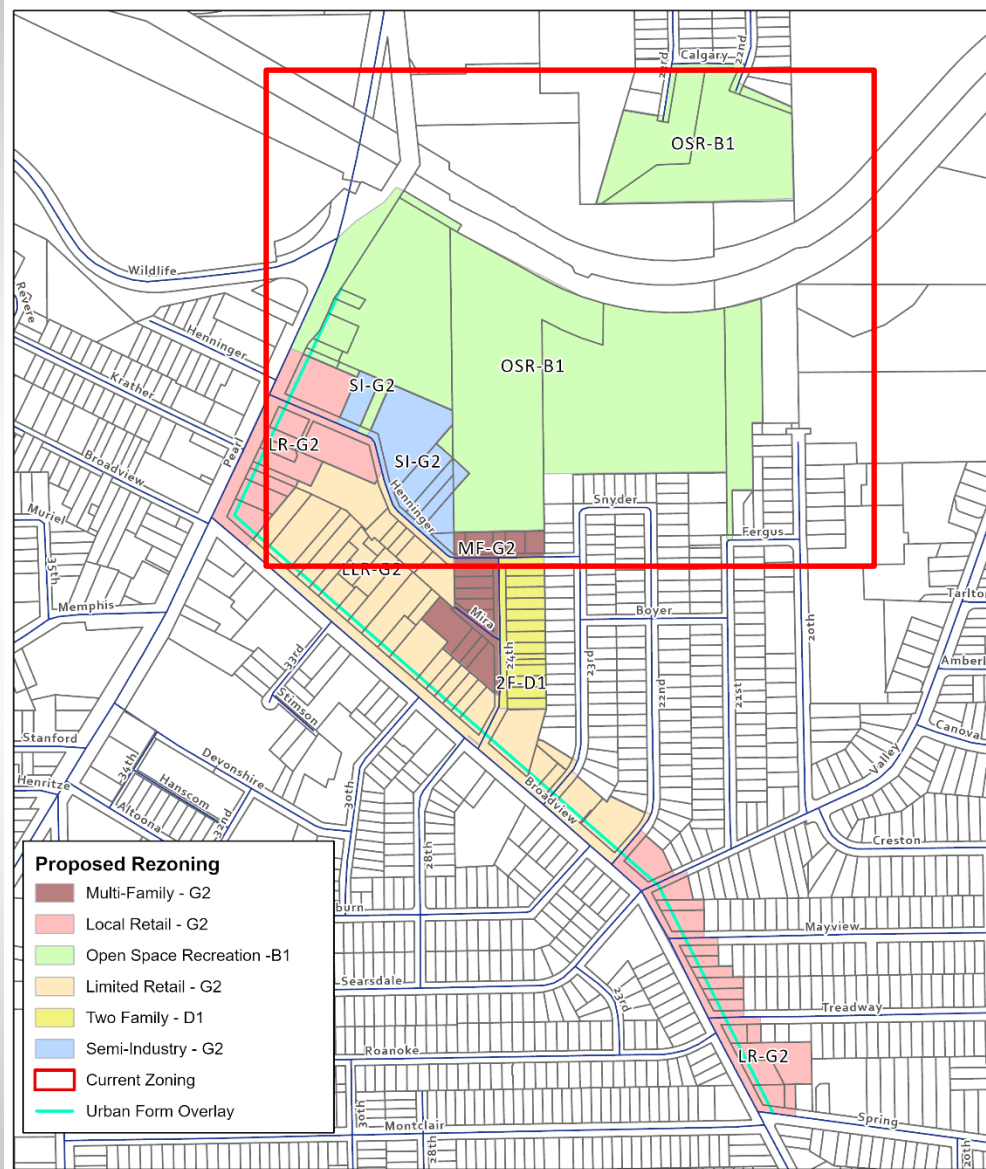 Calgary
23rd
22nd
OSR-B1
Wildlife
Revere
Henninger
Krather
SI-G2
OSR-B1
Pearl
LR-G2
Broadview
SI-G2
Muriel
Henninger
Snyder
35th
Fergus
MF-G2
LLR-G2
Memphis
Mira
Boyer
20th
Tarlton
33rd
24th
23rd
22nd
21st
Amberl
2F-D1
Stimson
Canova
Stanford
Valley
34th
Devonshire
Henritze
Hanscom
Altoona
32nd
30th
Broadview
Creston
28th
Proposed Rezoning
Multi-Family - G2
Local Retail - G2
Open Space Recreation -B1
Limited Retail - G2
Two Family - D1
Semi-Industry - G2
Current Zoning
Urban Form Overlay
burn
Mayview
Searsdale
23rd
Treadway
Roanoke
LR-G2
Spring
30th
Montclair
28th
20th